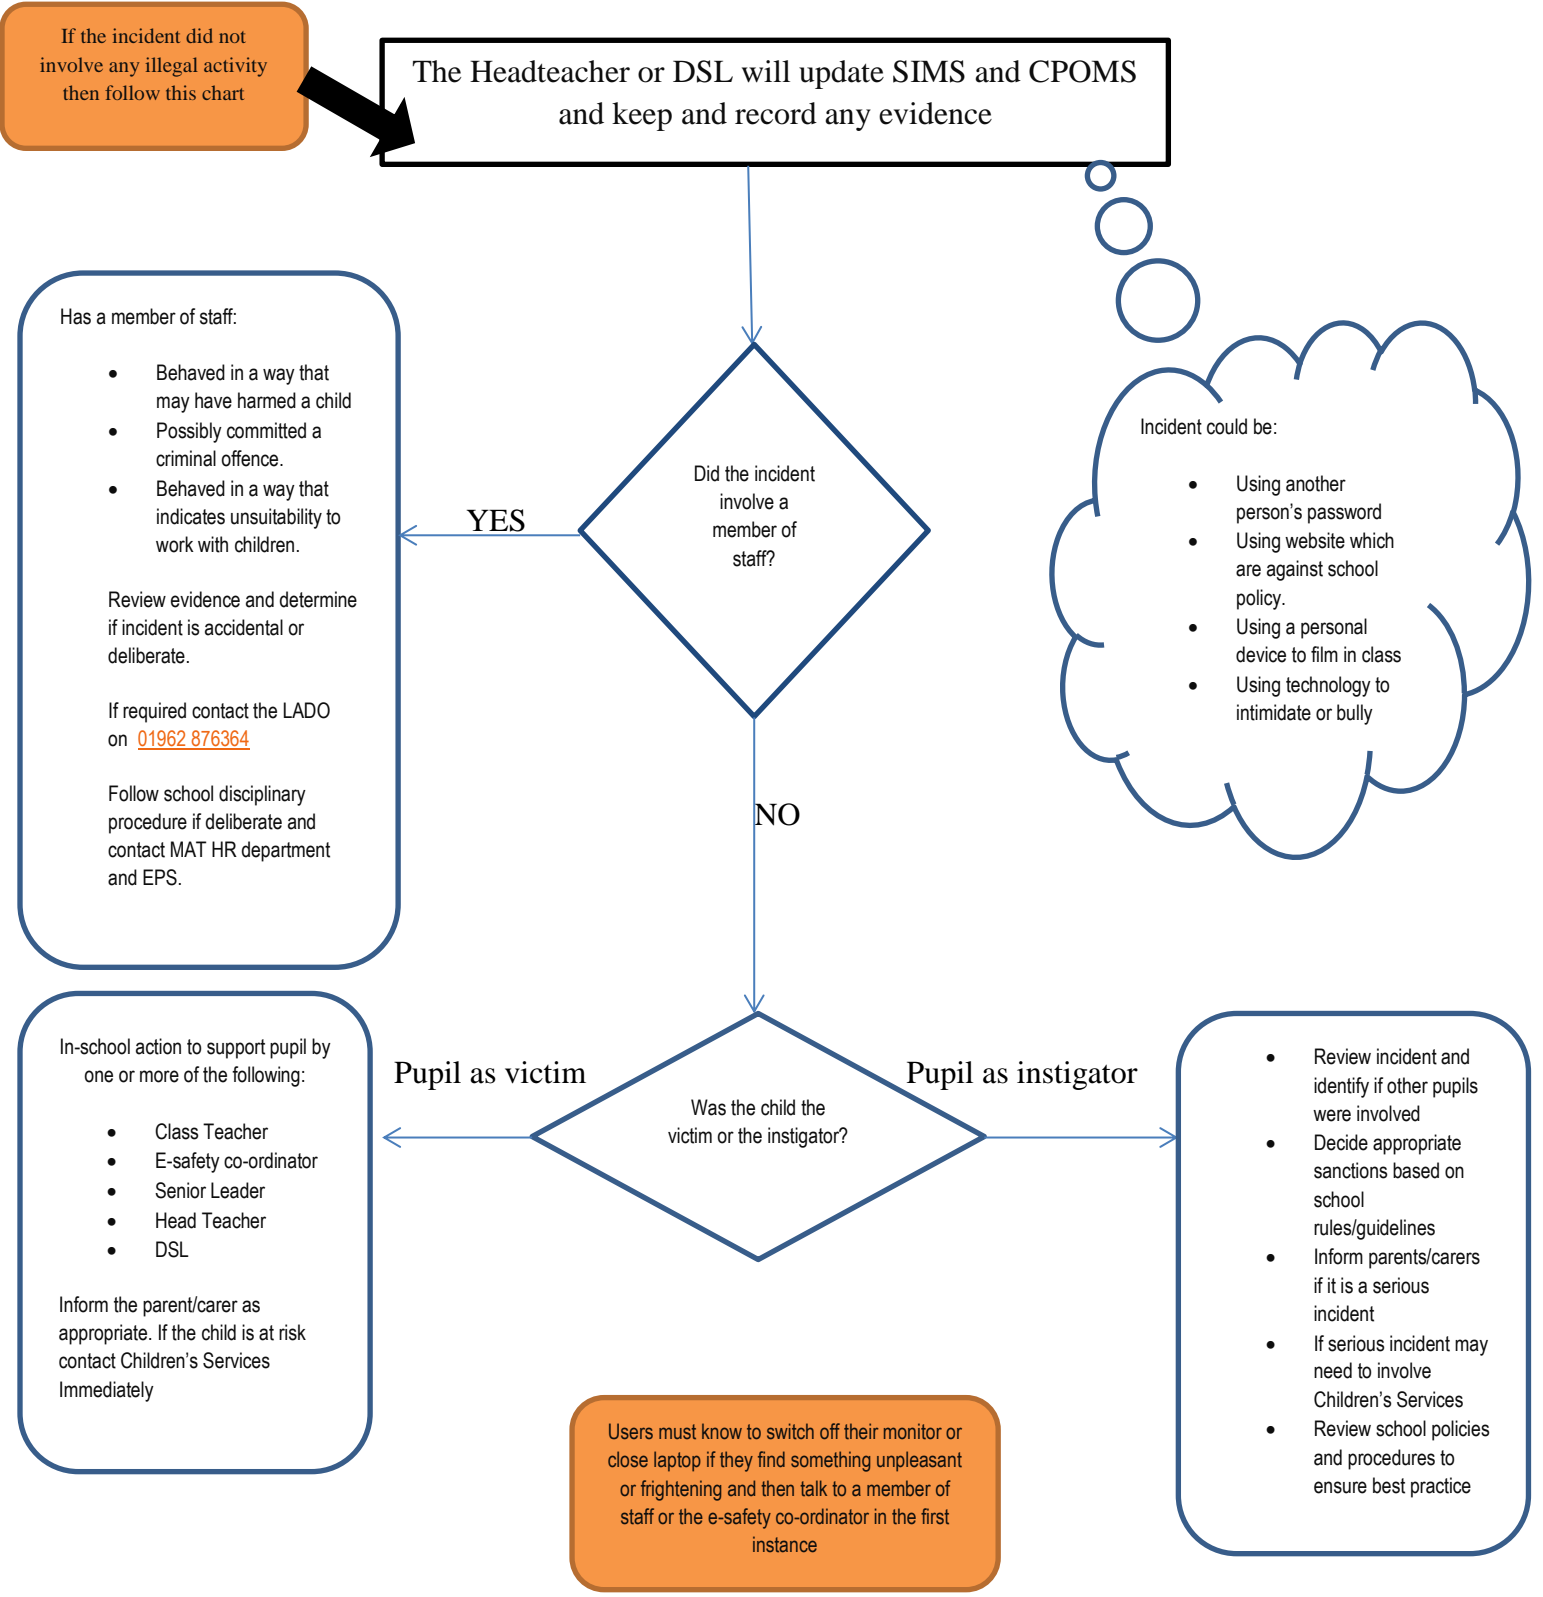 If the incident did not
involve any illegal activity
then follow this chart
The Headteacher or DSL will update SIMS and CPOMS
and keep and record any evidence
Has a member of staff:
• Behaved in a way that
may have harmed a child
• Possibly committed a
criminal offence.
• Behaved in a way that
indicates unsuitability to
work with children.
Review evidence and determine
if incident is accidental or
deliberate.
If required contact the LADO
on 01962 876364
Follow school disciplinary
procedure if deliberate and
contact MAT HR department
and EPS.
YES
Did the incident
involve a
member of
staff?
Incident could be:
• Using another
person's password
• Using website which
are against school
policy.
• Using a personal
device to film in class
• Using technology to
intimidate or bully
NO
In-school action to support pupil by
one or more of the following:
• Class Teacher
• E-safety co-ordinator
• Senior Leader
• Head Teacher
• DSL
Inform the parent/carer as
appropriate. If the child is at risk
contact Children's Services
Immediately
Pupil as victim
Was the child the
victim or the instigator?
Pupil as instigator
• Review incident and
identify if other pupils
were involved
• Decide appropriate
sanctions based on
school
rules/guidelines
• Inform parents/carers
if it is a serious
incident
• If serious incident may
need to involve
Children's Services
• Review school policies
and procedures to
ensure best practice
Users must know to switch off their monitor or
close laptop if they find something unpleasant
or frightening and then talk to a member of
staff or the e-safety co-ordinator in the first
instance